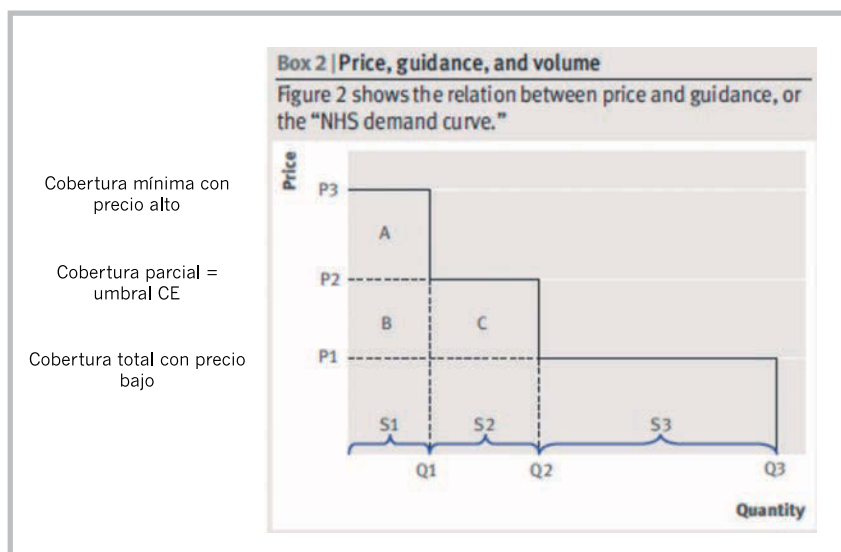 Box 2 | Price, guidance, and volume
Figure 2 shows the relation between price and guidance, or
the “NHS demand curve.”
Cobertura mínima con
precio alto
Cobertura parcial =
umbral CE
Cobertura total con precio
bajo
Price
P3
A
P2
B
C
P1
S1
S2
S3
Q1
Q2
Q3
Quantity